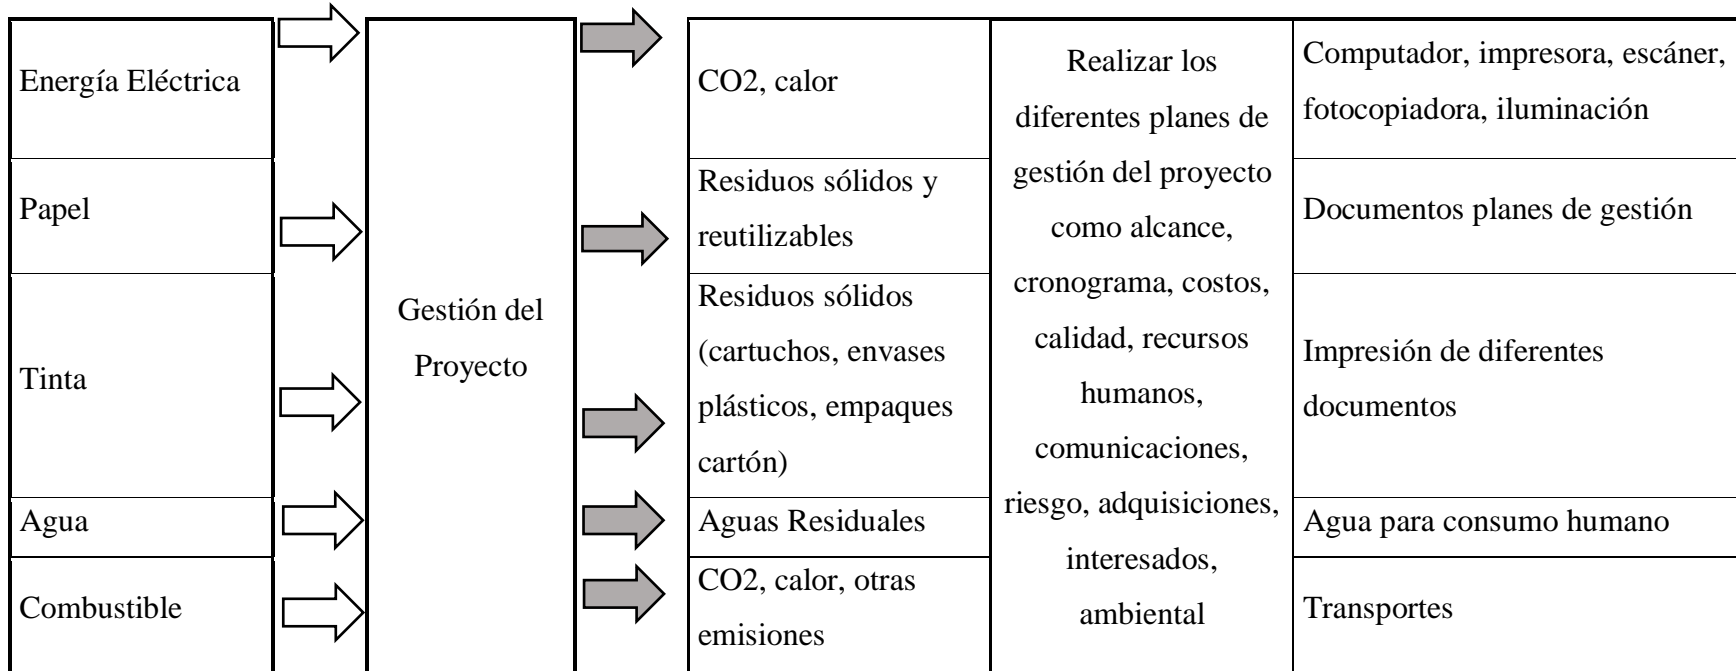 Energía Eléctrica
Papel
Tinta
Agua
Combustible
Gestión del
Proyecto
CO2, calor
Residuos sólidos y
reutilizables
Residuos sólidos
(cartuchos, envases
plásticos, empaques
cartón)
Aguas Residuales
CO2, calor, otras
emisiones
Realizar los
diferentes planes de
gestión del proyecto
como alcance,
cronograma, costos,
calidad, recursos
humanos,
comunicaciones,
riesgo, adquisiciones,
interesados,
ambiental
Computador, impresora, escáner,
fotocopiadora, iluminación
Documentos planes de gestión
Impresión de diferentes
documentos
Agua para consumo humano
Transportes